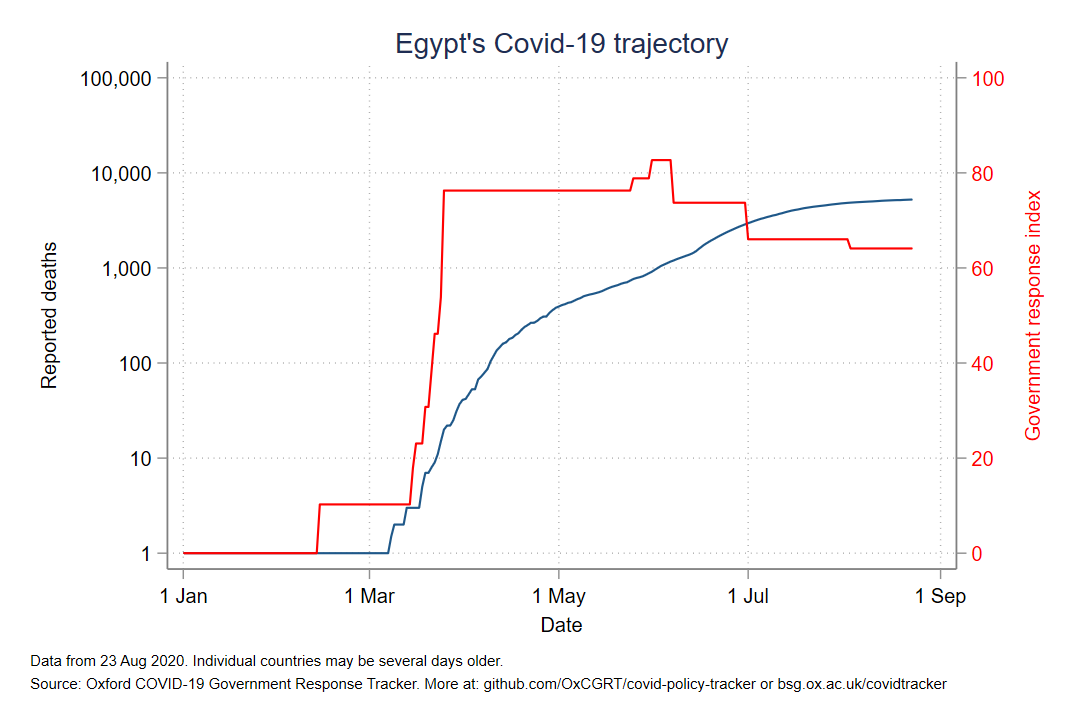 Egypt's Covid-19 trajectory
100,000
10,000
1,000
100
10
1
Reported deaths
100
80
60
40
20
0
Government response index
1 Jan
1 Mar
1 May
1 Jul
1 Sep
Date
Data from 23 Aug 2020. Individual countries may be several days older.
Source: Oxford COVID-19 Government Response Tracker. More at: github.com/OxCGRT/covid-policy-tracker or bsg.ox.ac.uk/covidtracker